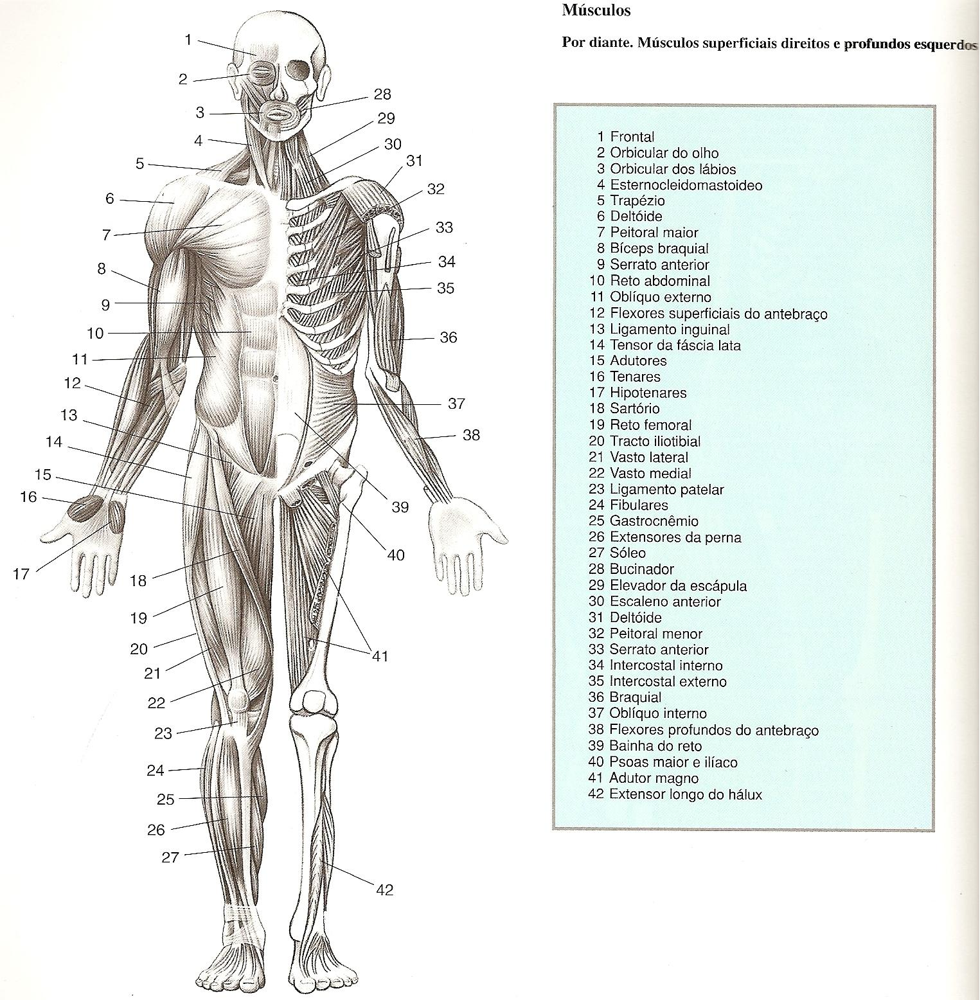 Músculos
Por diante. Músculos superficiais direitos e profundos esquerdos
1 Frontal
2 Orbicular do olho
3 Orbicular dos lábios
4 Esternocleidomastoideo
5 Trapézio
6 Deltóide
7 Peitoral maior
8 Bíceps braquial
9 Serrato anterior
10 Reto abdominal
11 Oblíquo externo
12 Flexores superficiais do antebraço
13 Ligamento inguinal
14 Tensor da fáscia lata
15 Adutores
16 Tenares
17 Hipotenares
18 Sartório
19 Reto femoral
20 Tracto iliotibial
21 Vasto lateral
22 Vasto medial
23 Ligamento patelar
24 Fibulares
25 Gastrocnêmio
26 Extensores da perna
27 Sóleo
28 Bucinador
29 Elevador da escápula
30 Escaleno anterior
31 Deltóide
32 Peitoral menor
33 Serrato anterior
34 Intercostal interno
35 Intercostal externo
36 Braquial
37 Oblíquo interno
38 Flexores profundos do antebraço
39 Bainha do reto
40 Psoas maior e ilíaco
41 Adutor magno
42 Extensor longo do hálux
1
2
3
4
5
6
7
8
9
10
11
12
13
14
15
16
17
18
19
20
21
22
23
24
25
26
27
28
29
30
31
32
33
34
35
36
37
38
39
40
41
42